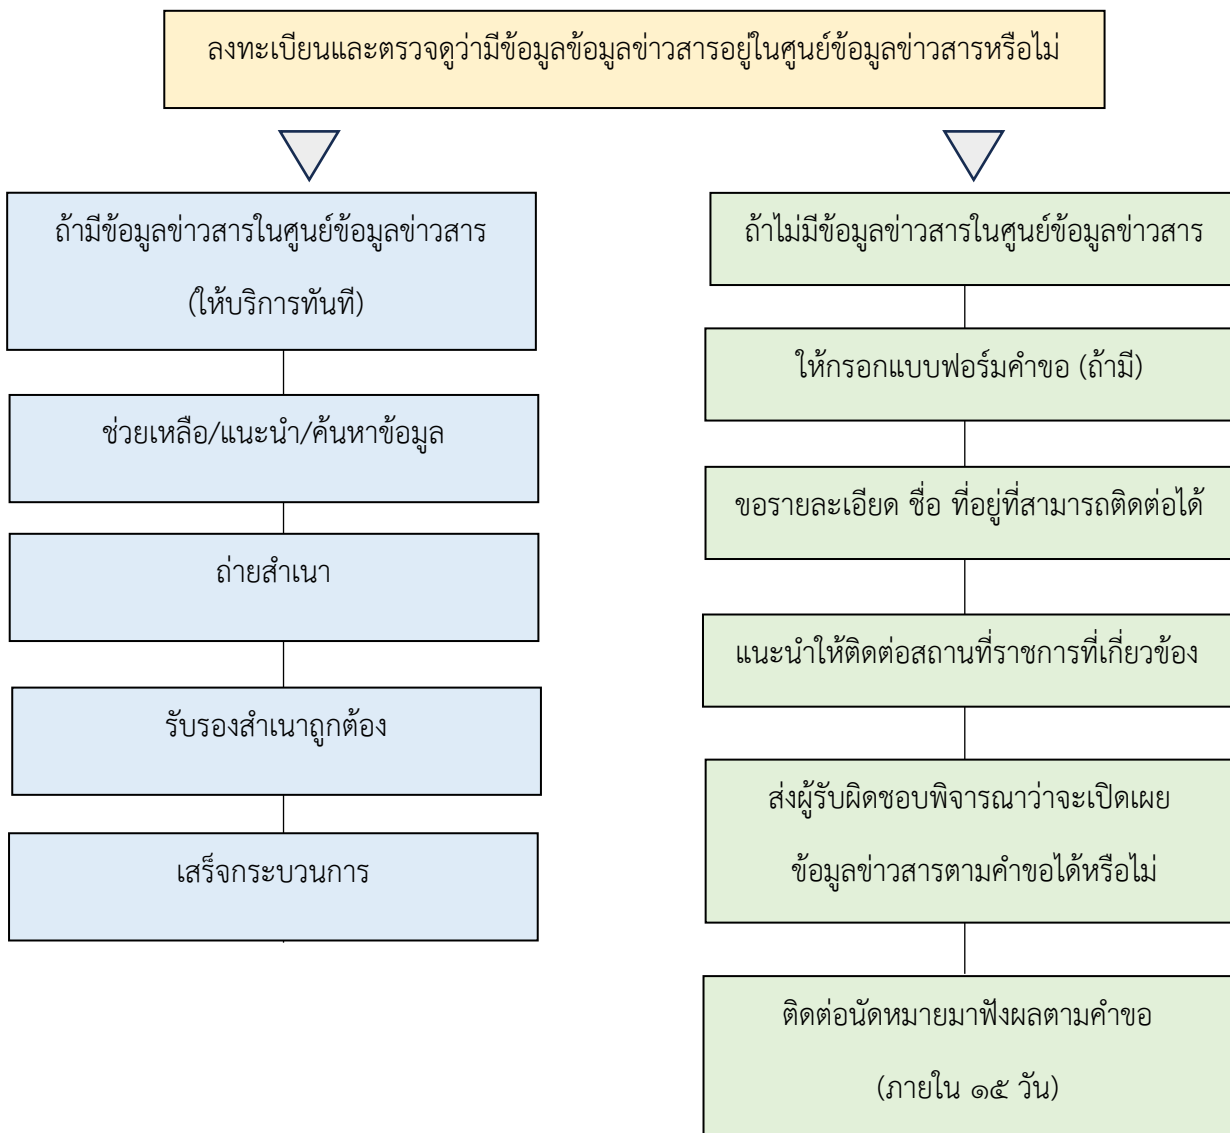 ลงทะเบียนและตรวจดูว่ามีข้อมูลข้อมูลข่าวสารอยู่ในศูนย์ข้อมูลข่าวสารหรือไม่
ถ้ามีข้อมูลข่าวสารในศูนย์ข้อมูลข่าวสาร
(ให้บริการทันที)
ช่วยเหลือ/แนะนำ/ค้นหาข้อมูล
ถ่ายสำเนา
รับรองสำเนาถูกต้อง
เสร็จกระบวนการ
ถ้าไม่มีข้อมูลข่าวสารในศูนย์ข้อมูลข่าวสาร
ให้กรอกแบบฟอร์มคำขอ (ถ้ามี)
ขอรายละเอียด ชื่อ ที่อยู่ที่สามารถติดต่อได้
แนะนำให้ติดต่อสถานที่ราชการที่เกี่ยวข้อง
ส่งผู้รับผิดชอบพิจารณาว่าจะเปิดเผย
ข้อมูลข่าวสารตามคำขอได้หรือไม่
ติดต่อนัดหมายมาฟังผลตามคำขอ
(ภายใน ๑๕ วัน)